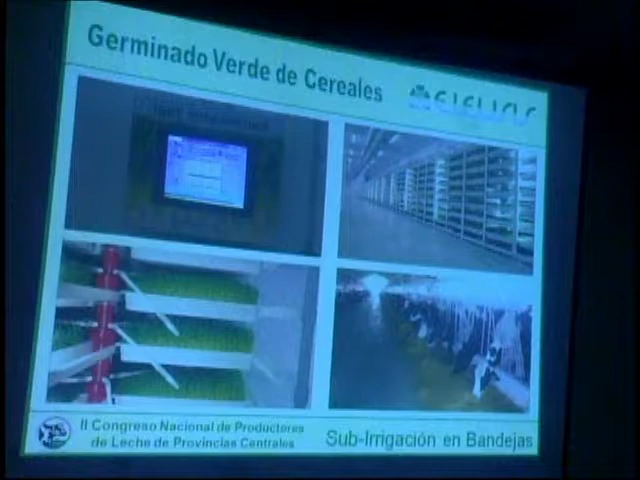 Germinado Verde de Cereales
II Congreso Nacional de Productores
de Leche de Provincias Centrales
Sub-Irrigación en Bandejas